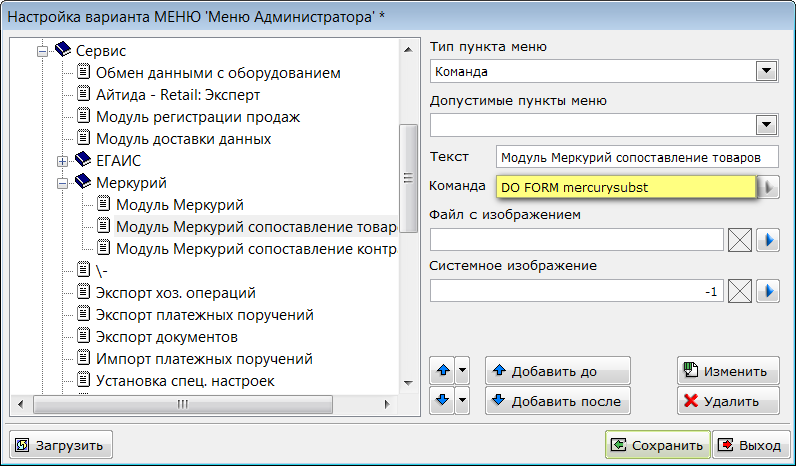 Настройка варианта МЕНЮ 'Меню Администратора' *
Сервис
Обмен данными с оборудованием
Айтида - Retail: Эксперт
Модуль регистрации продаж
Модуль доставки данных
ЕГАИС
Меркурий
Модуль Меркурий
Модуль Меркурий сопоставление товар
Модуль Меркурий сопоставление контр
\-
Экспорт хоз. операций
Экспорт платежных поручений
Экспорт документов
Импорт платежных поручений
Установка спец. настроек
Тип пункта меню
Команда
Допустимые пункты меню
Текст Модуль Меркурий сопоставление товаров
Команда DO FORM mercurysubst
Файл с изображением
Системное изображение
-1
Добавить до Изменить
Добавить после Удалить
Загрузить Сохранить Выход